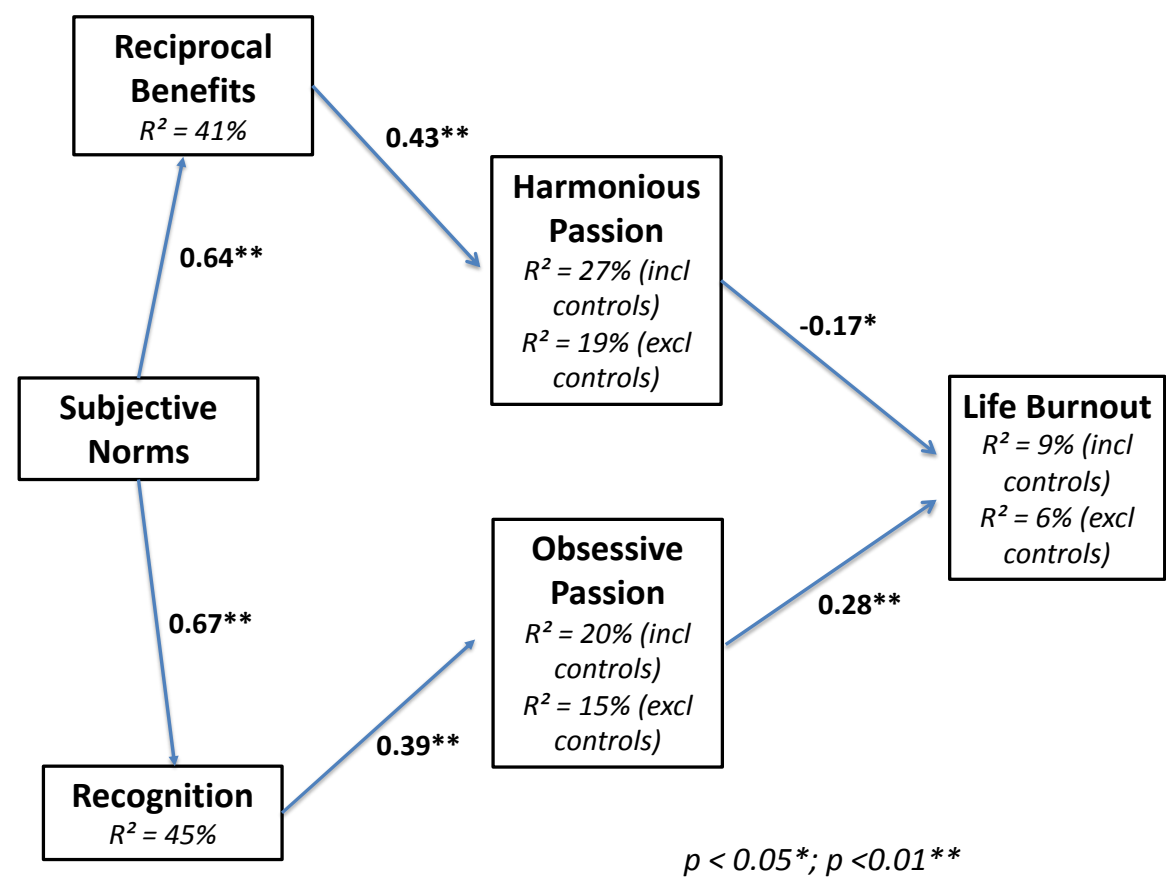 Reciprocal
Benefits
R² = 41%
0.43**
Harmonious
Passion
R² = 27% (incl
controls)
R² = 19% (excl
controls)
0.64**
-0.17*
Subjective
Norms
Life Burnout
R² = 9% (incl
controls)
R² = 6% (excl
controls)
Obsessive
Passion
R² = 20% (incl
controls)
R² = 15% (excl
controls)
0.67**
0.28**
0.39**
Recognition
R² = 45%
p < 0.05*; p <0.01**